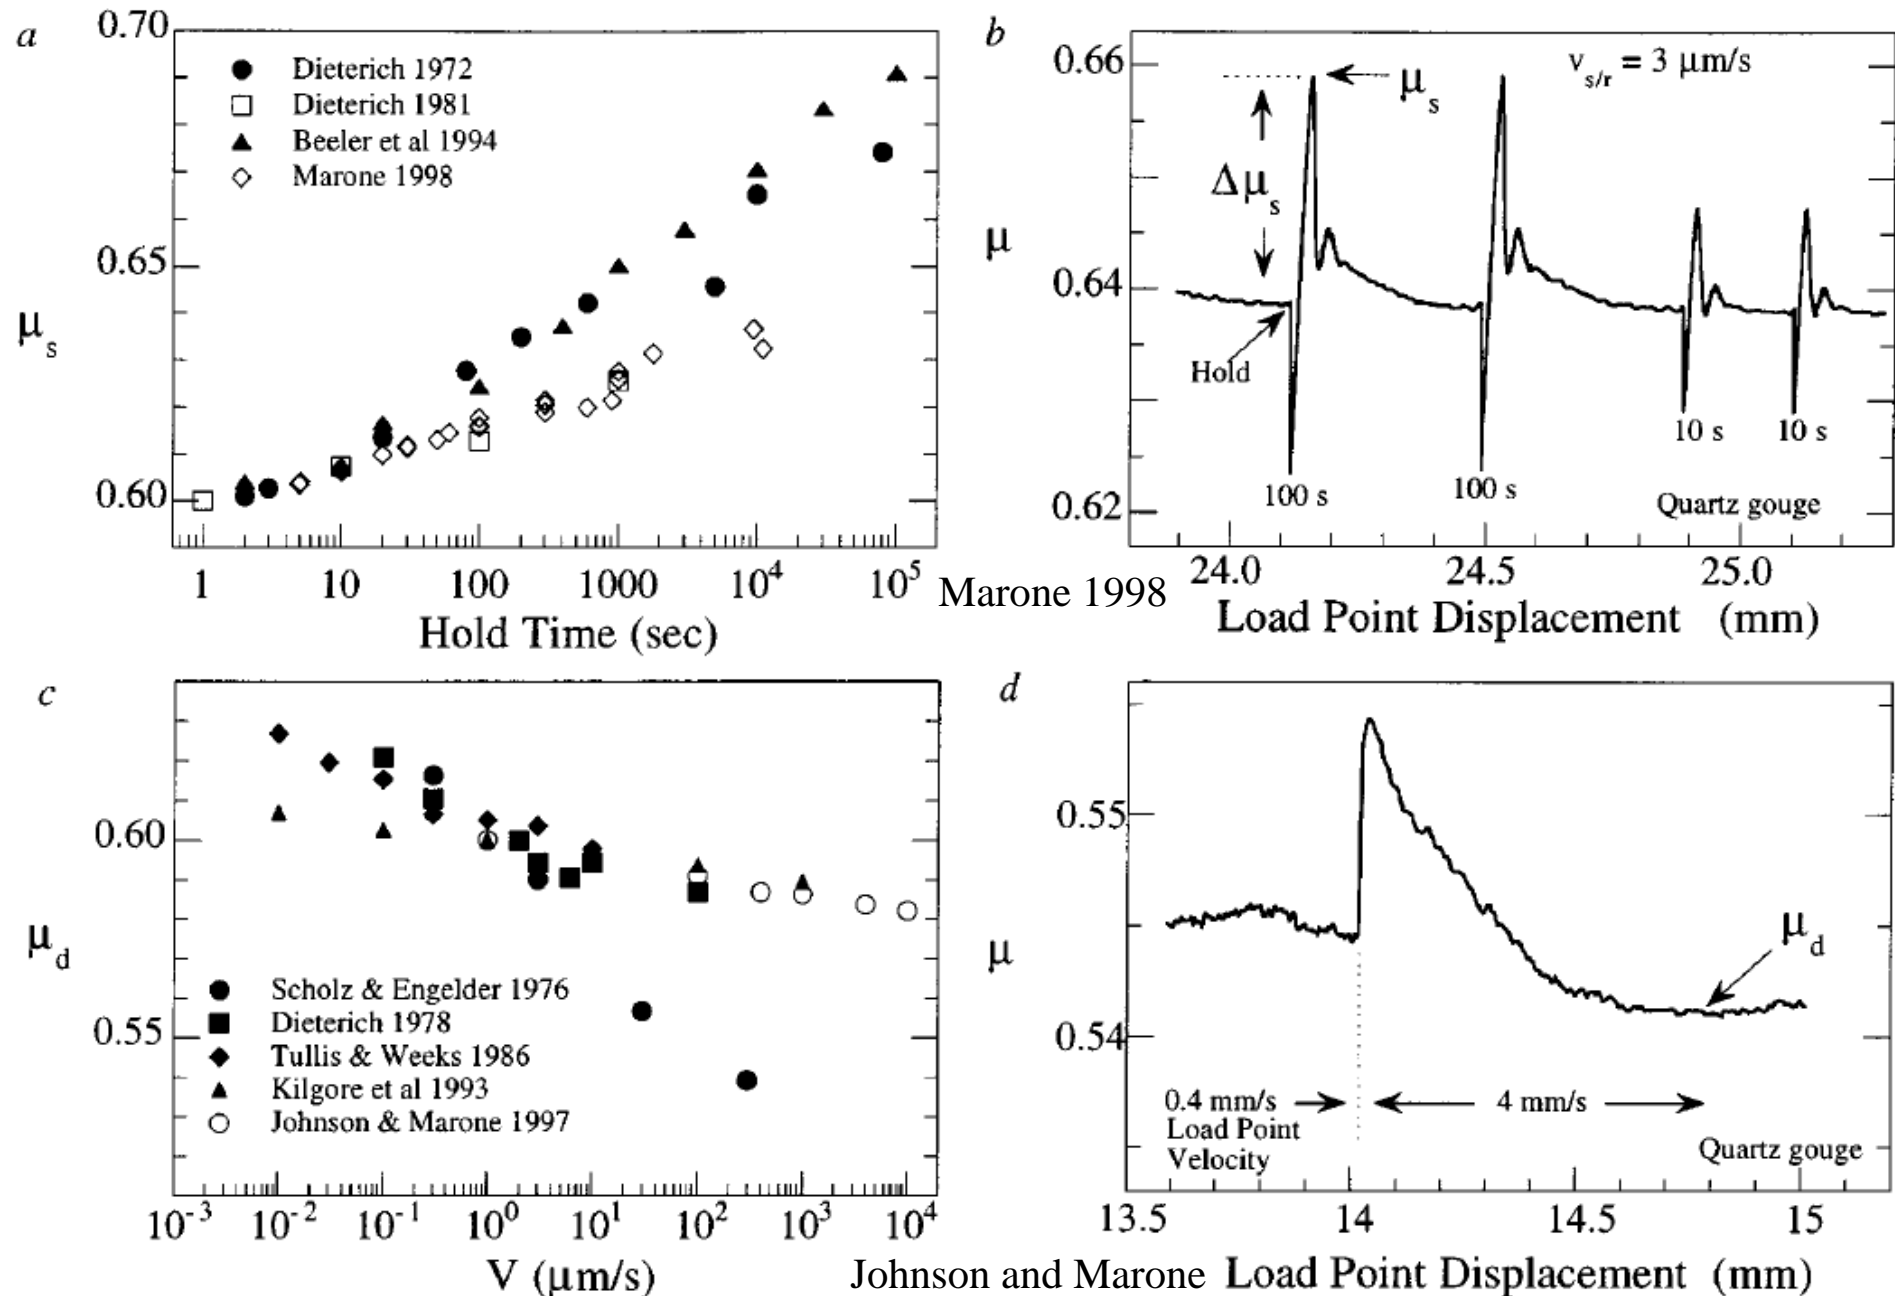 a
0.70
0.65
0.60
μs
Dieterich 1972
Dieterich 1981
Beeler et al 1994
Marone 1998
1 10 100 1000 10⁴ 10⁵
Hold Time (sec)
b
0.66
0.64
0.62
μ
μs
vs/r = 3 μm/s
Δμs
Hold
100 s
100 s
10 s
10 s
Quartz gouge
24.0 24.5 25.0
Marone 1998
Load Point Displacement (mm)
c
0.60
0.55
μd
Scholz & Engelder 1976
Dieterich 1978
Tullis & Weeks 1986
Kilgore et al 1993
Johnson & Marone 1997
10⁻³ 10⁻² 10⁻¹ 10⁰ 10¹ 10² 10³ 10⁴
V (μm/s)
d
0.55
0.54
μ
μd
0.4 mm/s
Load Point
Velocity
4 mm/s
Quartz gouge
13.5 14 14.5 15
Johnson and Marone
Load Point Displacement (mm)